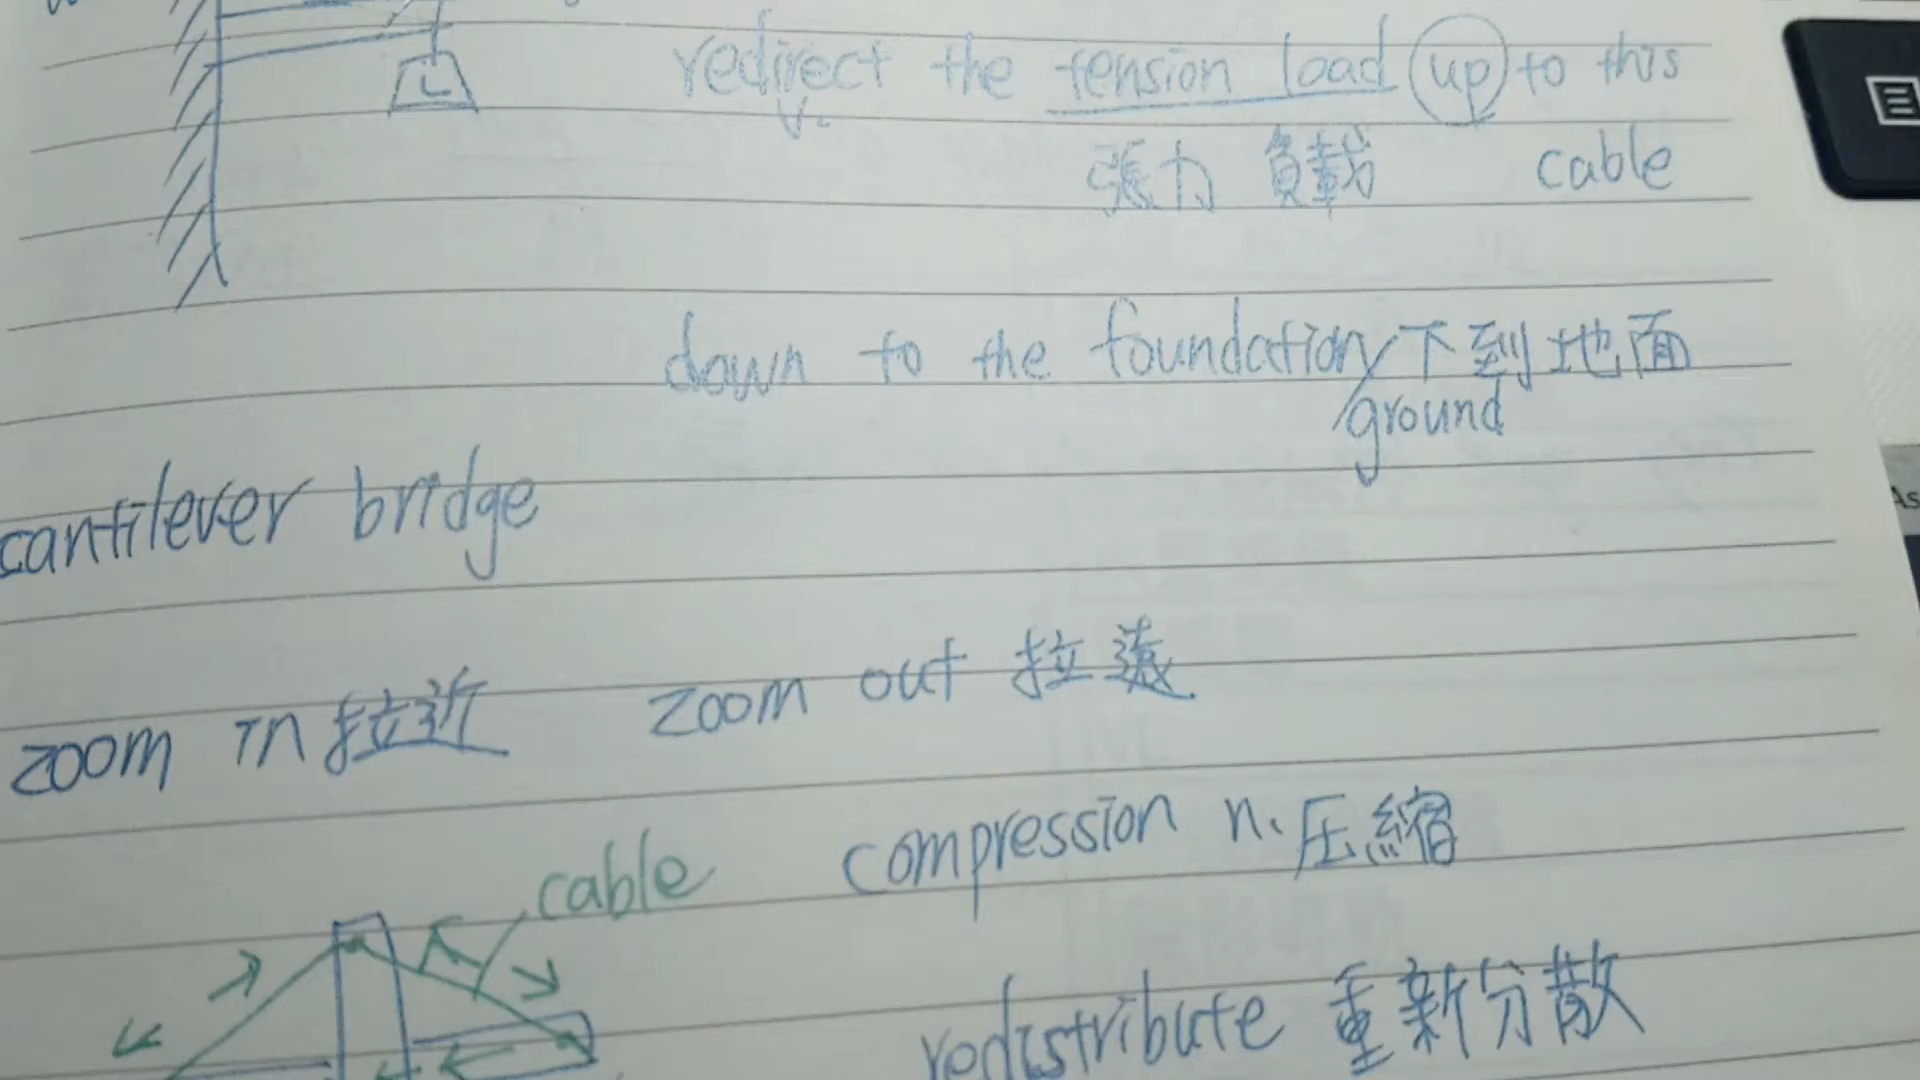 L
redirect the tension load up to this
v.
張力 負載 cable
down to the foundation/下到地面
/ground
cantilever bridge
zoom in 拉近 zoom out 拉遠
cable
compression n. 压縮
redistribute 重新分散
As